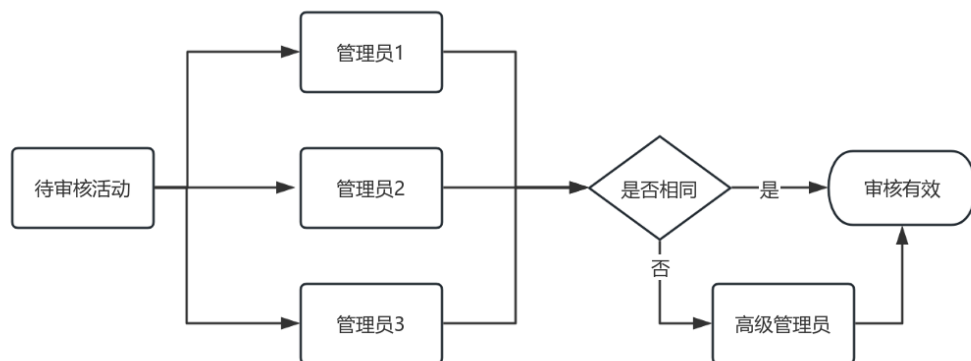 管理员1
待审核活动
管理员2
是否相同
是
审核有效
否
管理员3
高级管理员